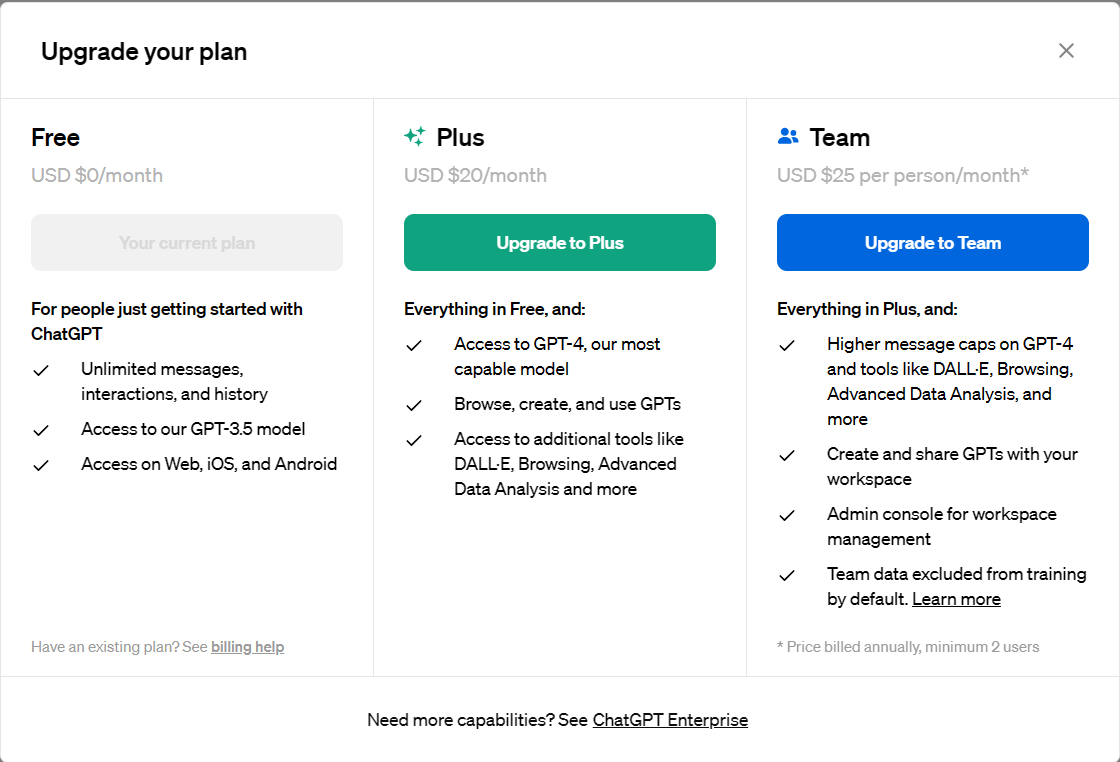 Upgrade your plan
Free
USD $0/month
Your current plan
For people just getting started with
ChatGPT
Unlimited messages,
interactions, and history
Access to our GPT-3.5 model
Access on Web, iOS, and Android
Have an existing plan? See billing help
Plus
USD $20/month
Upgrade to Plus
Everything in Free, and:
Access to GPT-4, our most
capable model
Browse, create, and use GPTs
Access to additional tools like
DALL·E, Browsing, Advanced
Data Analysis and more
Team
USD $25 per person/month*
Upgrade to Team
Everything in Plus, and:
Higher message caps on GPT-4
and tools like DALL·E, Browsing,
Advanced Data Analysis, and
more
Create and share GPTs with your
workspace
Admin console for workspace
management
Team data excluded from training
by default. Learn more
* Price billed annually, minimum 2 users
Need more capabilities? See ChatGPT Enterprise